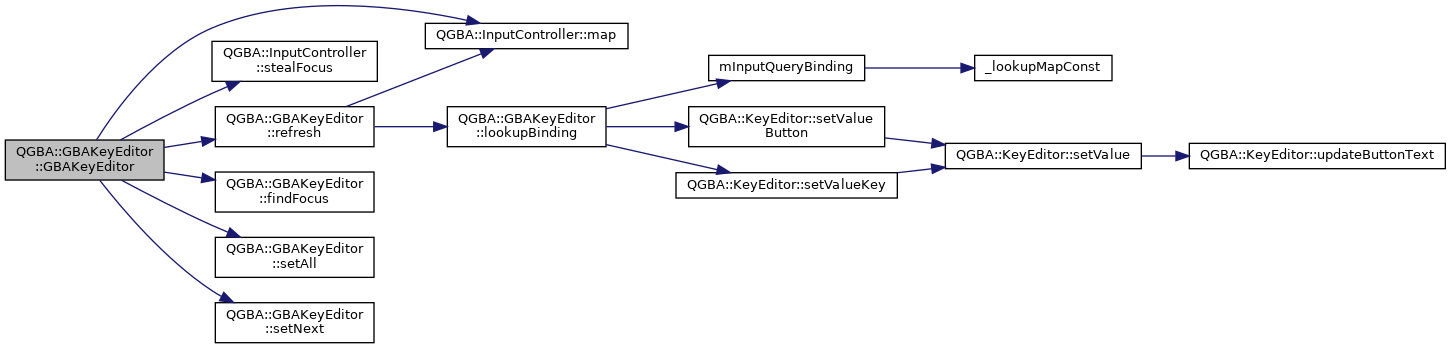 QGBA::GBAKeyEditor
::GBAKeyEditor
QGBA::InputController::map
QGBA::InputController
::stealFocus
QGBA::GBAKeyEditor
::refresh
QGBA::GBAKeyEditor
::lookupBinding
mInputQueryBinding
_lookupMapConst
QGBA::KeyEditor::setValue
Button
QGBA::KeyEditor::setValueKey
QGBA::KeyEditor::setValue
QGBA::KeyEditor::updateButtonText
QGBA::GBAKeyEditor
::findFocus
QGBA::GBAKeyEditor
::setAll
QGBA::GBAKeyEditor
::setNext